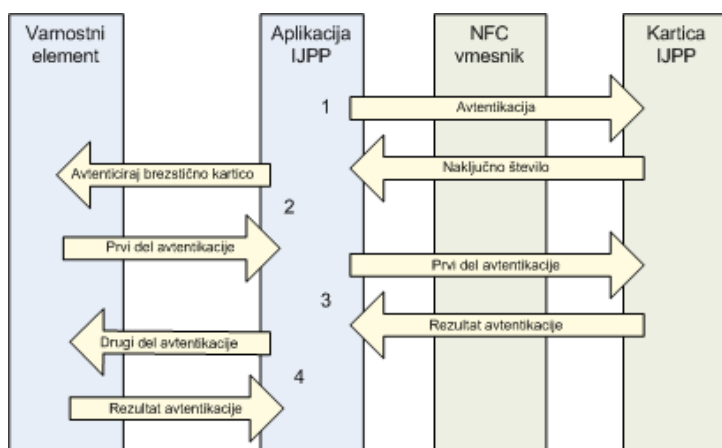 Varnostni
element
Aplikacija
IJPP
NFC
vmesnik
Kartica
IJPP
1
Avtentikacija
Naključno število
Avtenticiraj brezstično kartico
2
Prvi del avtentikacije
Prvi del avtentikacije
3
Rezultat avtentikacije
Drugi del avtentikacije
4
Rezultat avtentikacije